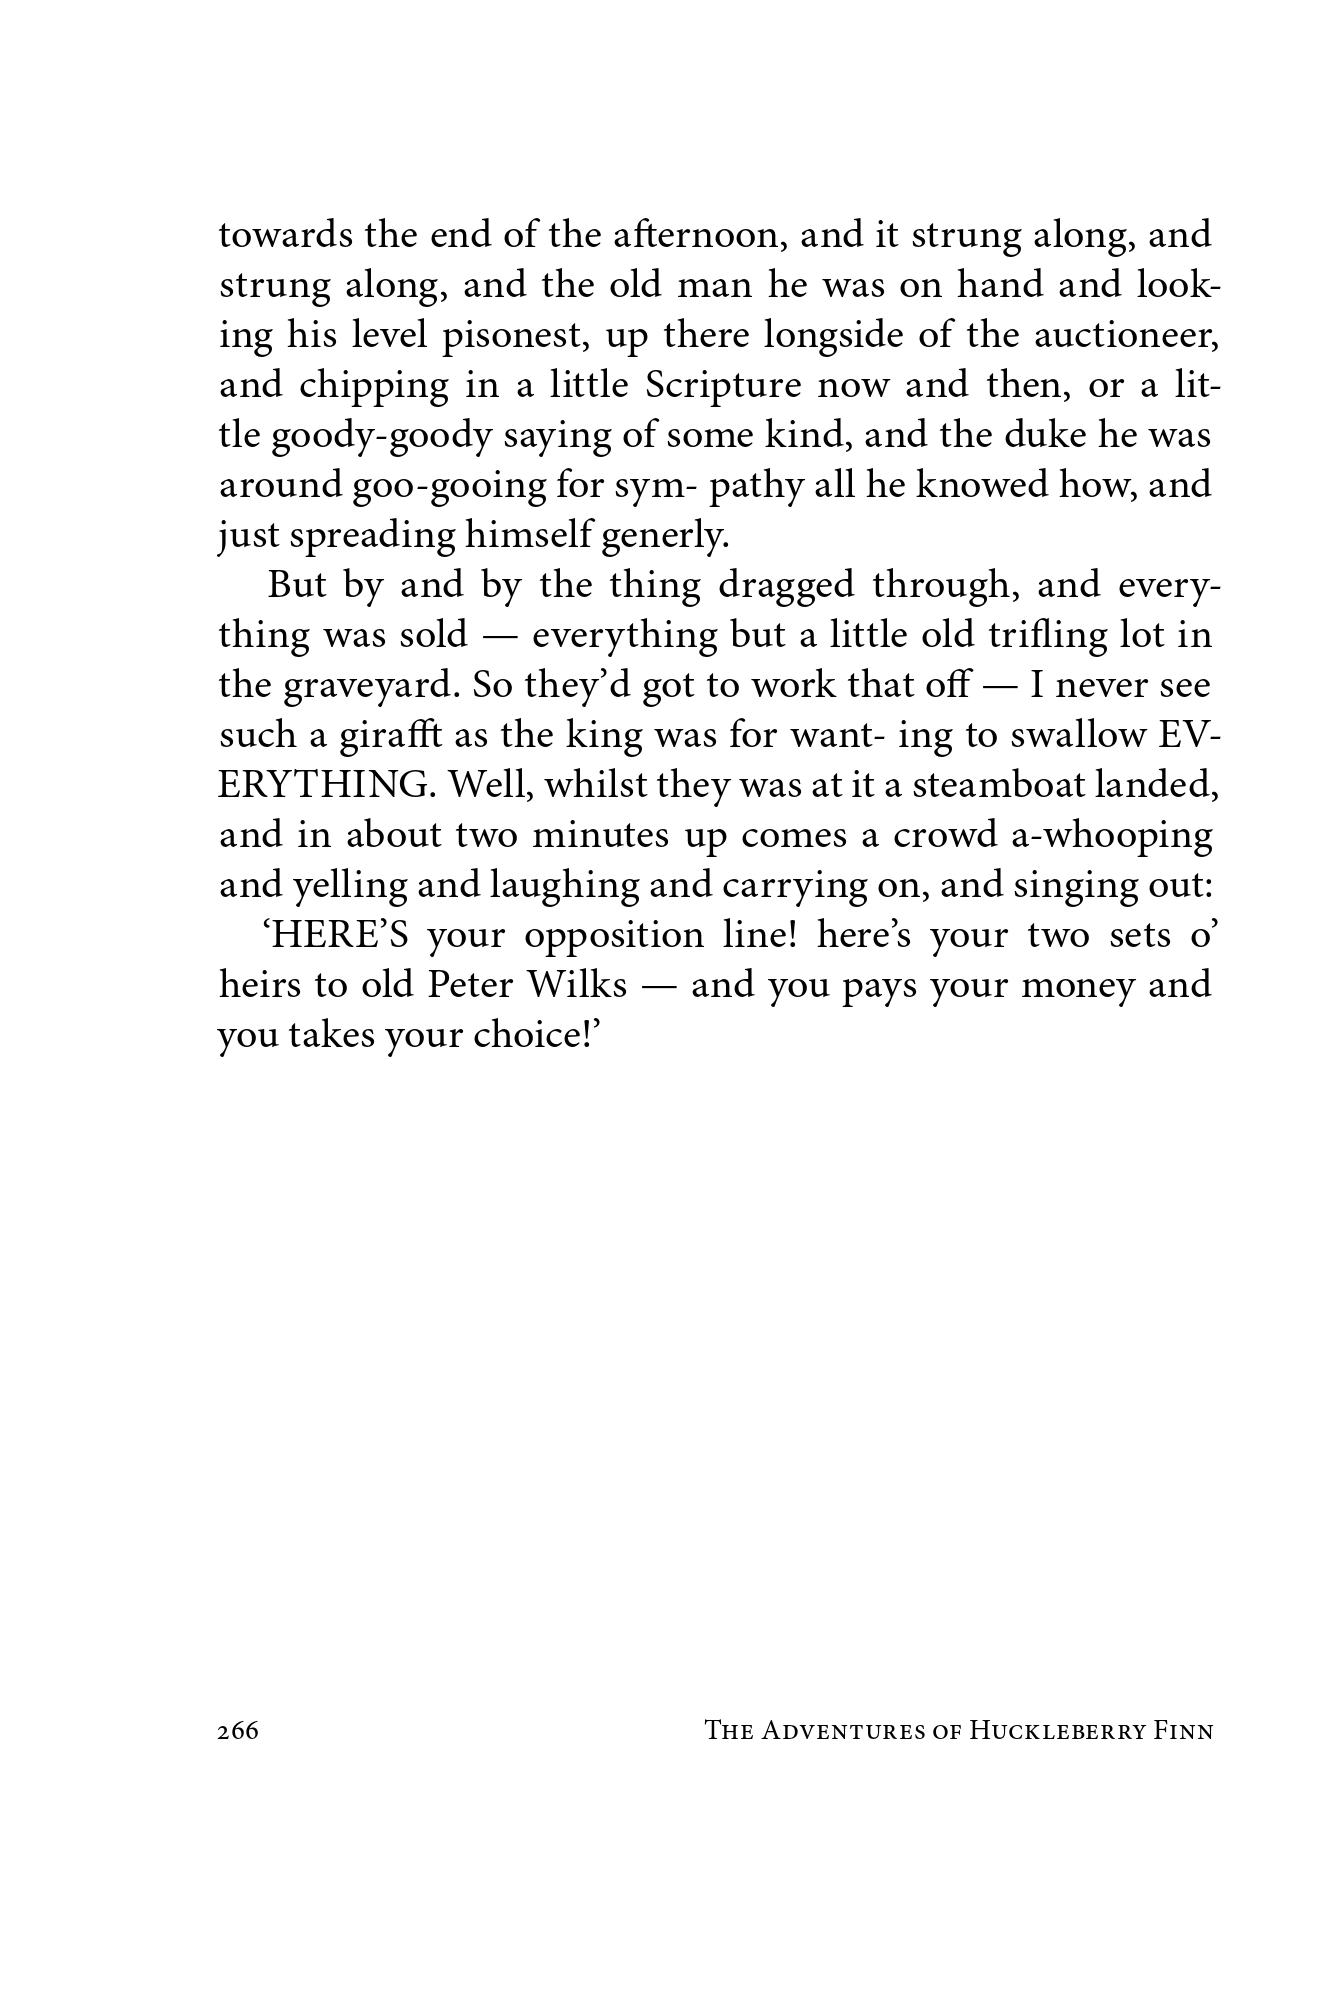 towards the end of the afternoon, and it strung along, and
strung along, and the old man he was on hand and look-
ing his level pisonest, up there longside of the auctioneer,
and chipping in a little Scripture now and then, or a lit-
tle goody-goody saying of some kind, and the duke he was
around goo-gooing for sym- pathy all he knowed how, and
just spreading himself generly.
But by and by the thing dragged through, and every-
thing was sold — everything but a little old trifling lot in
the graveyard. So they’d got to work that off — I never see
such a girafft as the king was for want- ing to swallow EV-
ERYTHING. Well, whilst they was at it a steamboat landed,
and in about two minutes up comes a crowd a-whooping
and yelling and laughing and carrying on, and singing out:
‘HERE’S your opposition line! here’s your two sets o’
heirs to old Peter Wilks — and you pays your money and
you takes your choice!’
266 The Adventures of Huckleberry Finn